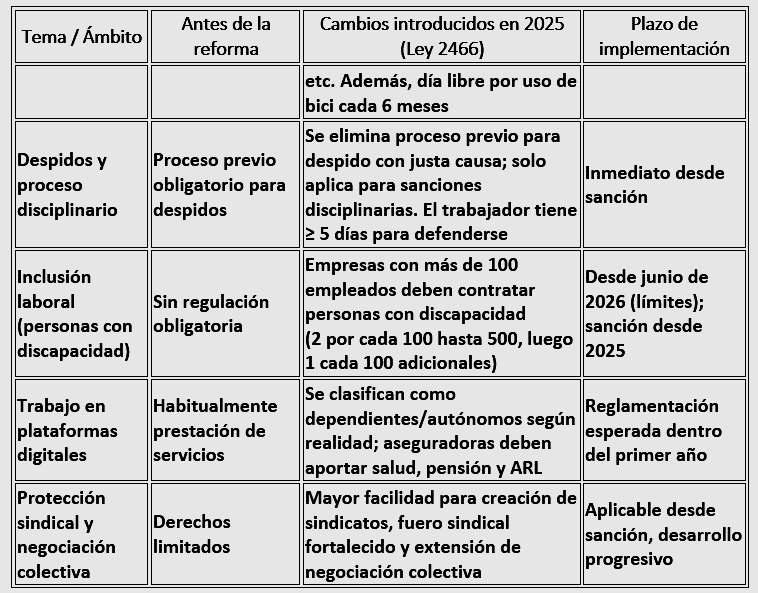 Tema / Ámbito
Antes de la
reforma
Cambios introducidos en 2025
(Ley 2466)
Plazo de
implementación
etc. Además, día libre por uso de
bici cada 6 meses
Despidos y
proceso
disciplinario
Proceso previo
obligatorio para
despidos
Se elimina proceso previo para
despido con justa causa; solo
aplica para sanciones
disciplinarias. El trabajador tiene
≥ 5 días para defenderse
Inmediato desde
sanción
Inclusión
laboral
(personas con
discapacidad)
Sin regulación
obligatoria
Empresas con más de 100
empleados deben contratar
personas con discapacidad
(2 por cada 100 hasta 500, luego
1 cada 100 adicionales)
Desde junio de
2026 (límites);
sanción desde
2025
Trabajo en
plataformas
digitales
Habitualmente
prestación de
servicios
Se clasifican como
dependientes/autónomos según
realidad; aseguradoras deben
aportar salud, pensión y ARL
Reglamentación
esperada dentro
del primer año
Protección
sindical y
negociación
colectiva
Derechos
limitados
Mayor facilidad para creación de
sindicatos, fuero sindical
fortalecido y extensión de
negociación colectiva
Aplicable desde
sanción, desarrollo
progresivo